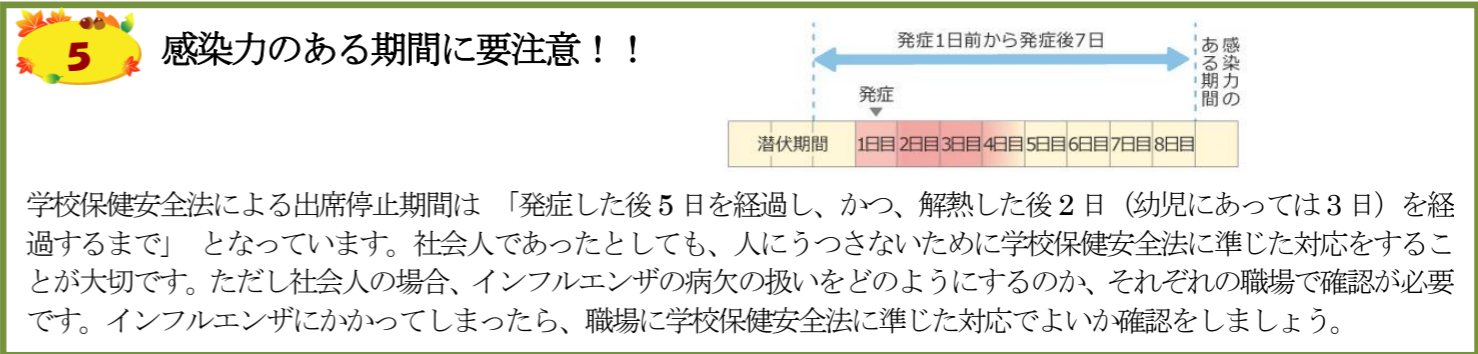 5 感染力のある期間に要注意！！
発症1日前から発症後7日
感染力の
ある期間
発症
潜伏期間 1日目 2日目 3日目 4日目 5日目 6日目 7日目 8日目
学校保健安全法による出席停止期間は 「発症した後5日を経過し、かつ、解熱した後2日（幼児にあっては3日）を経
過するまで」 となっています。社会人であったとしても、人にうつさないために学校保健安全法に準じた対応をするこ
とが大切です。ただし社会人の場合、インフルエンザの病欠の扱いをどのようにするのか、それぞれの職場で確認が必要
です。インフルエンザにかかってしまったら、職場に学校保健安全法に準じた対応でよいか確認をしましょう。